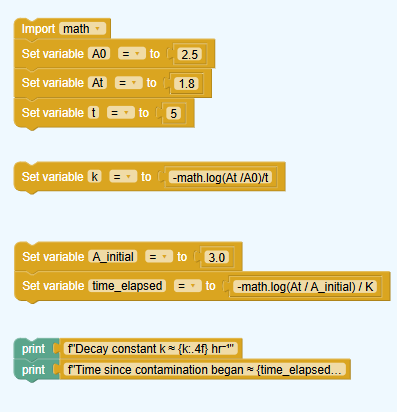 Import math
Set variable A0 = to 2.5
Set variable At = to 1.8
Set variable t = to 5
Set variable k = to -math.log(At /A0)/t
Set variable A_initial = to 3.0
Set variable time_elapsed = to -math.log(At / A_initial) / K
print f"Decay constant k ≈ {k:.4f} hr⁻¹"
print f"Time since contamination began ≈ {time_elapsed...